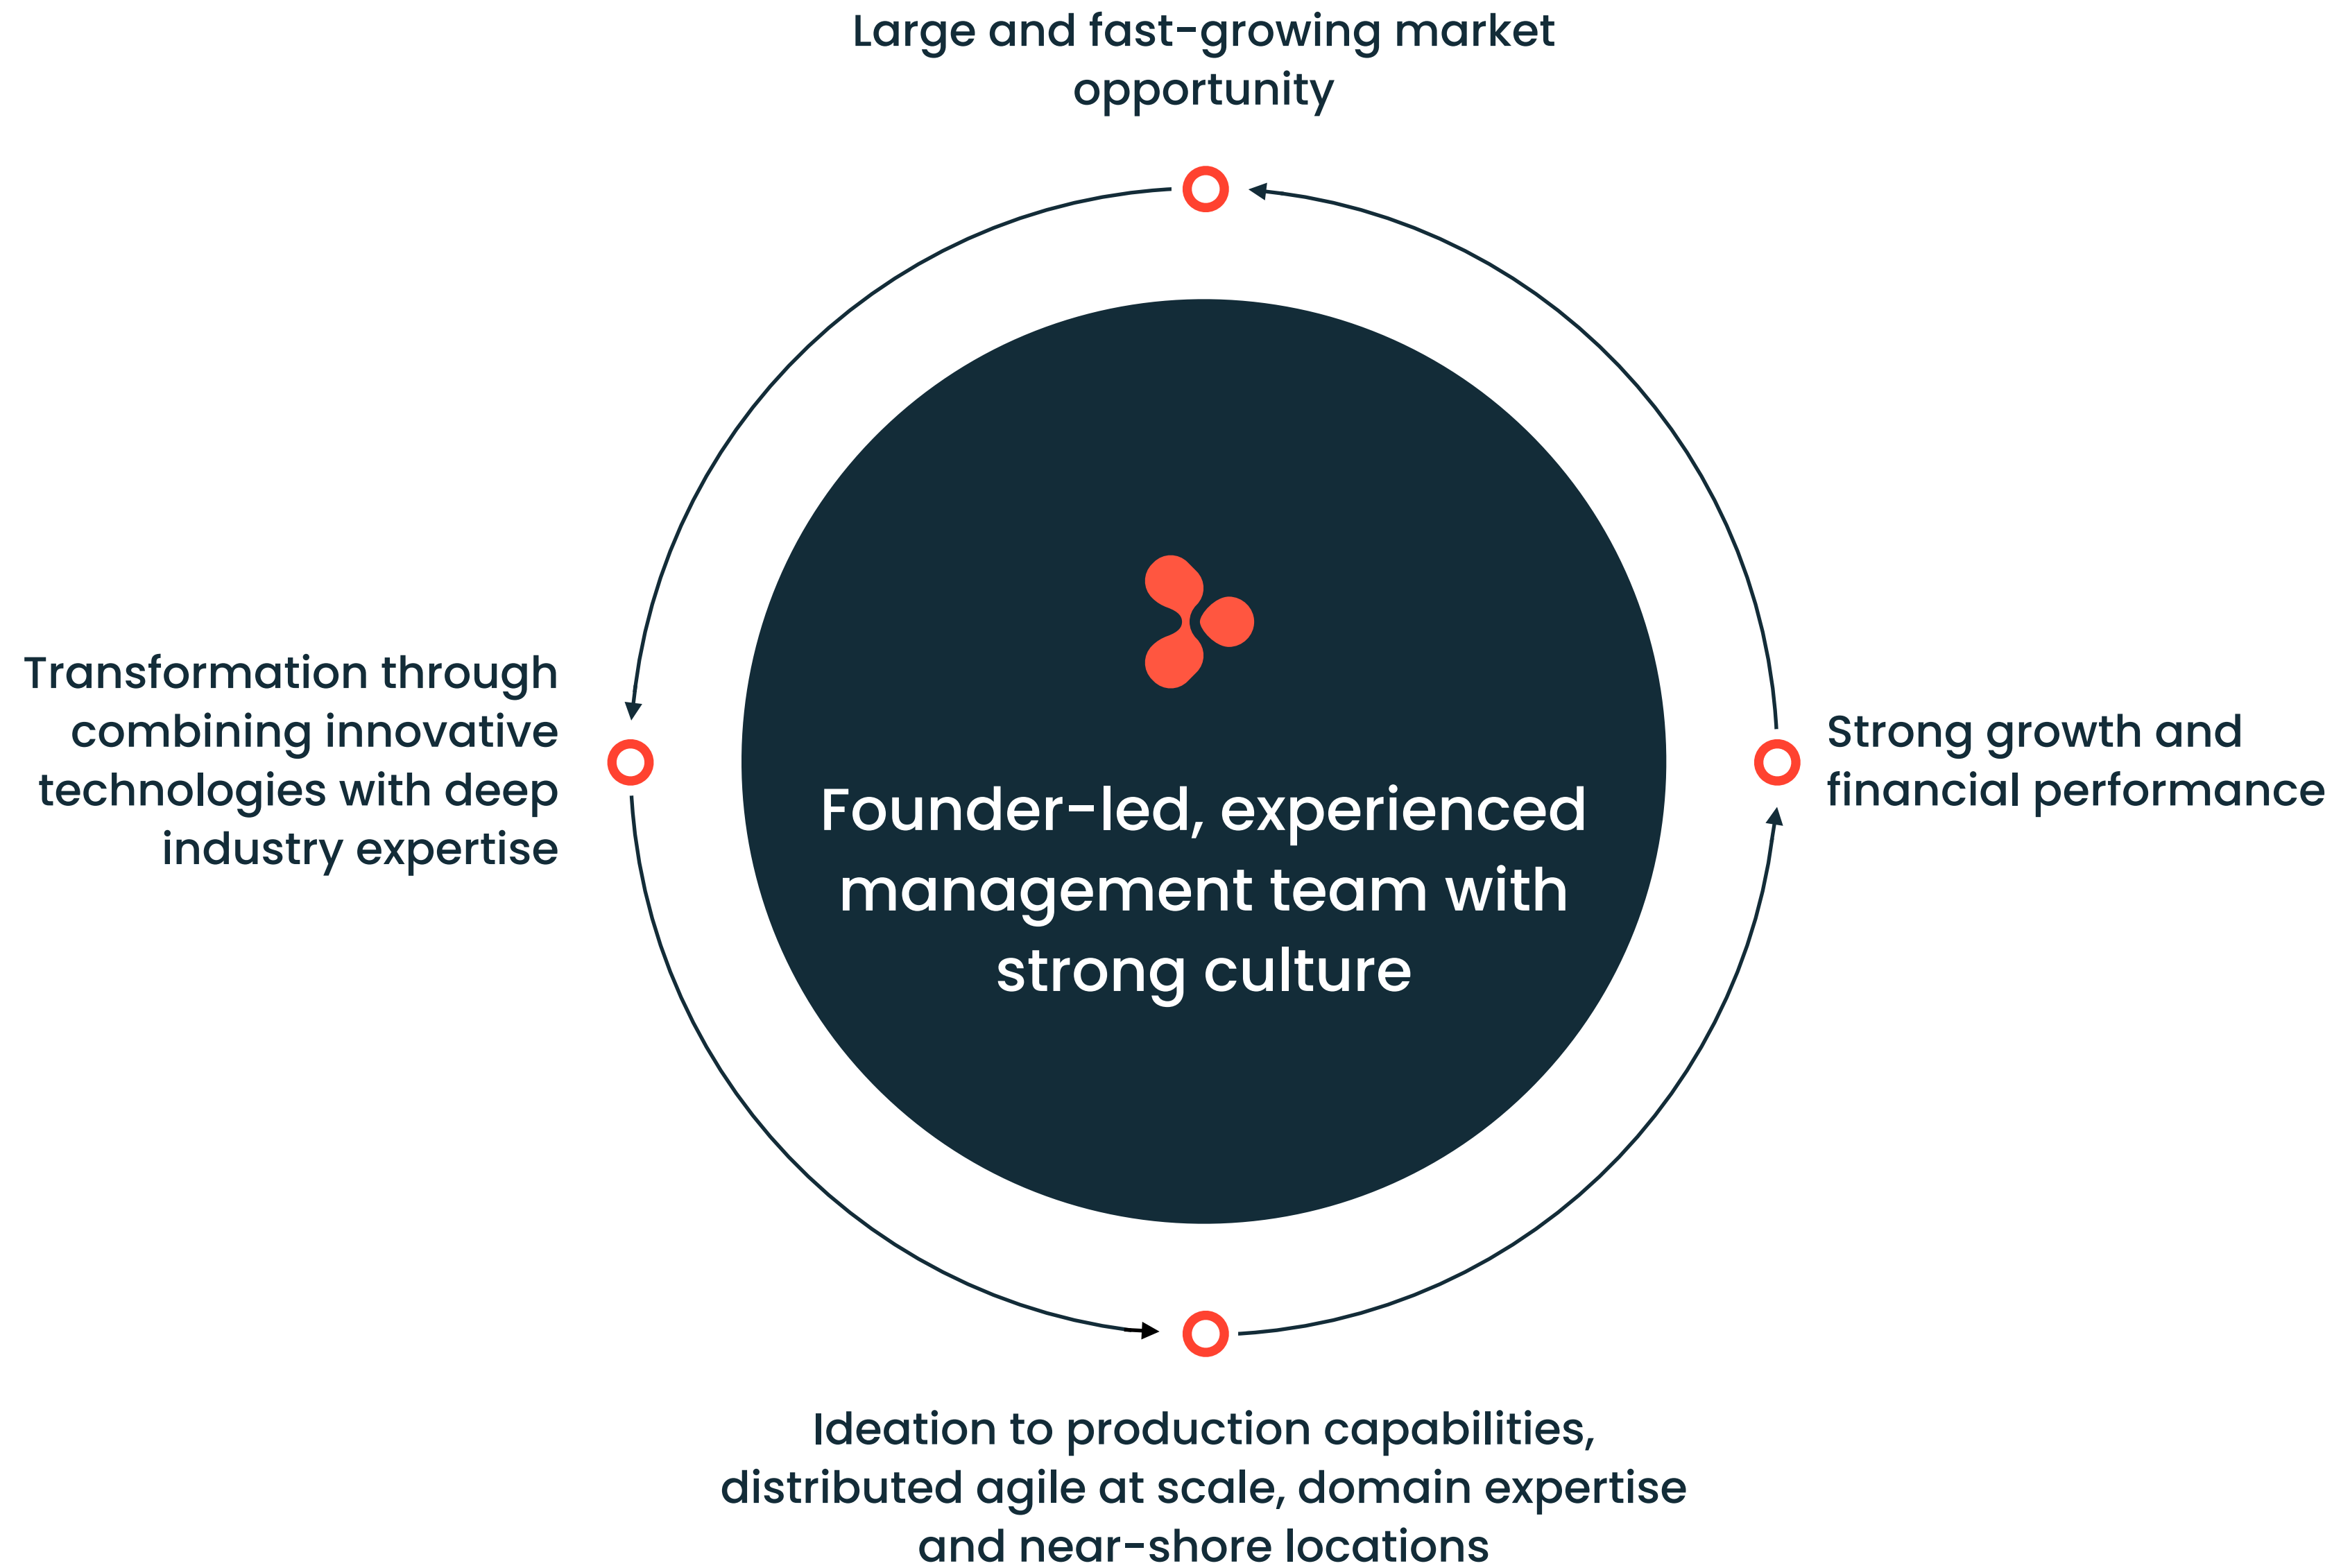 Large and fast-growing market
opportunity
Transformation through
combining innovative
technologies with deep
industry expertise
Founder-led, experienced
management team with
strong culture
Strong growth and
financial performance
Ideation to production capabilities,
distributed agile at scale, domain expertise
and near-shore locations